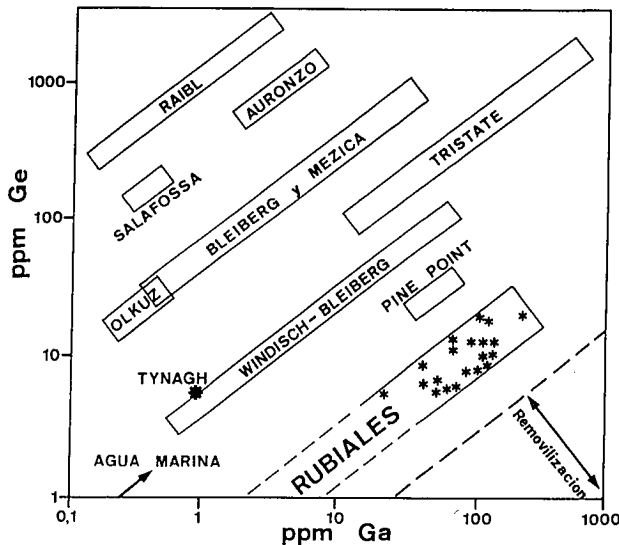 1000
100
10
1
ppm Ge
RAIBL
AURONZO
TRISTATE
SALAFOSSA
BLEIBERG y MEZICA
OLKUZ
WINDISCH-BLEIBERG
PINE POINT
TYNAGH
RUBIALES
AGUA MARINA
Removilizacion
0,1
1
10
100
1000
ppm Ga